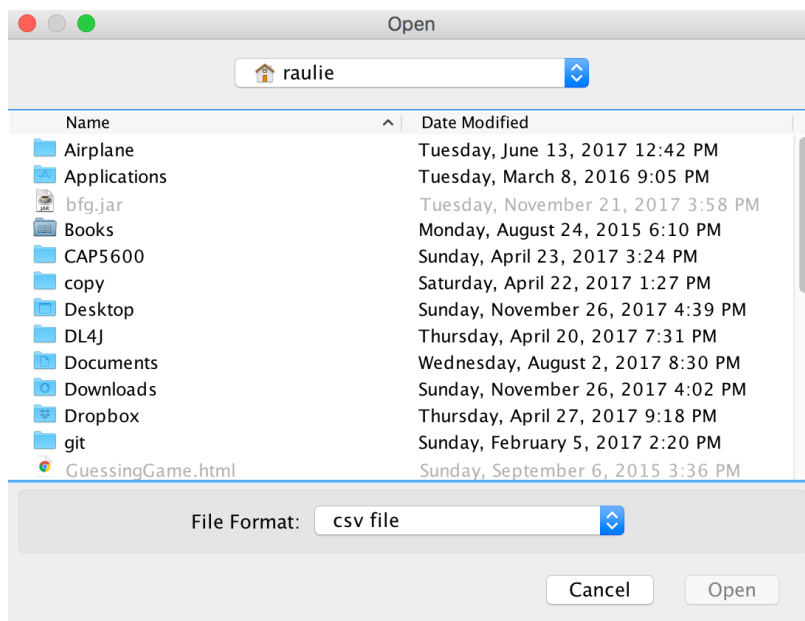 Open
raulie
Name Date Modified
Airplane Tuesday, June 13, 2017 12:42 PM
Applications Tuesday, March 8, 2016 9:05 PM
JAR bfg.jar Tuesday, November 21, 2017 3:58 PM
Books Monday, August 24, 2015 6:10 PM
CAP5600 Sunday, April 23, 2017 3:24 PM
copy Saturday, April 22, 2017 1:27 PM
Desktop Sunday, November 26, 2017 4:39 PM
DL4J Thursday, April 20, 2017 7:31 PM
Documents Wednesday, August 2, 2017 8:30 PM
Downloads Sunday, November 26, 2017 4:02 PM
Dropbox Thursday, April 27, 2017 9:18 PM
git Sunday, February 5, 2017 2:20 PM
GuessingGame.html Sunday, September 6, 2015 3:36 PM
File Format: csv file
Cancel Open